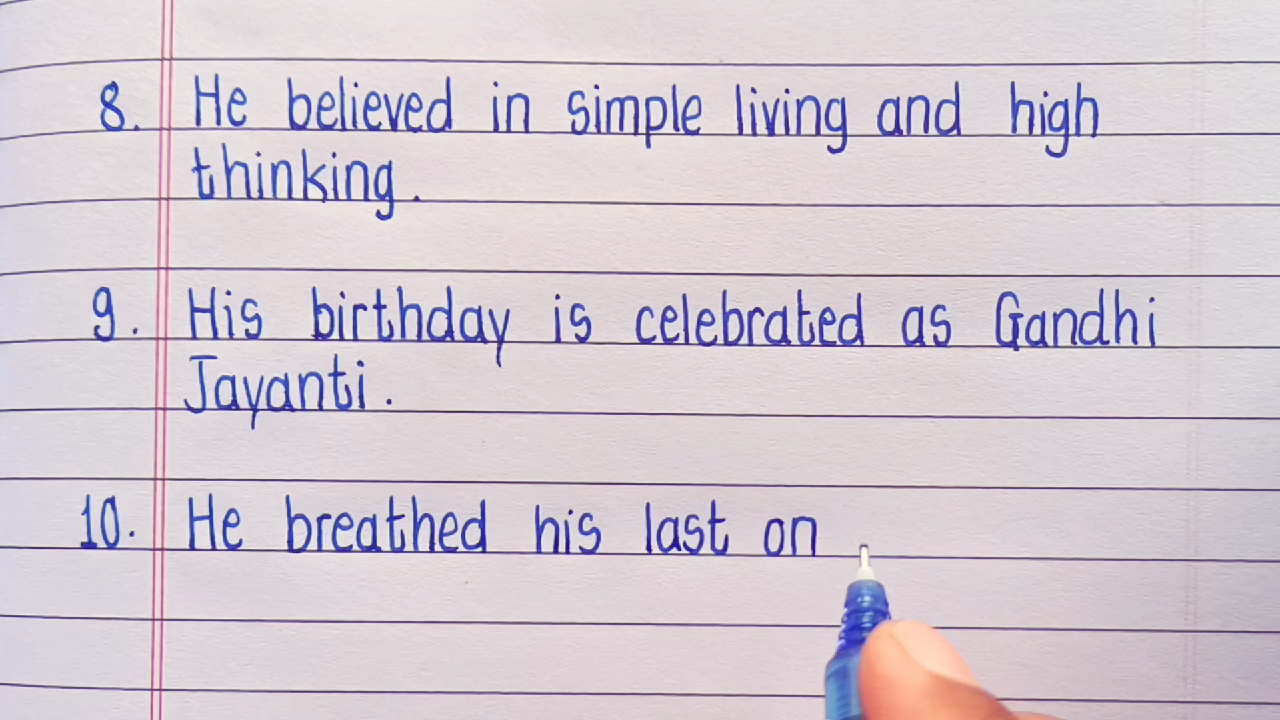 8. He believed in simple living and high
thinking.
9. His birthday is celebrated as Gandhi
Jayanti.
10. He breathed his last on